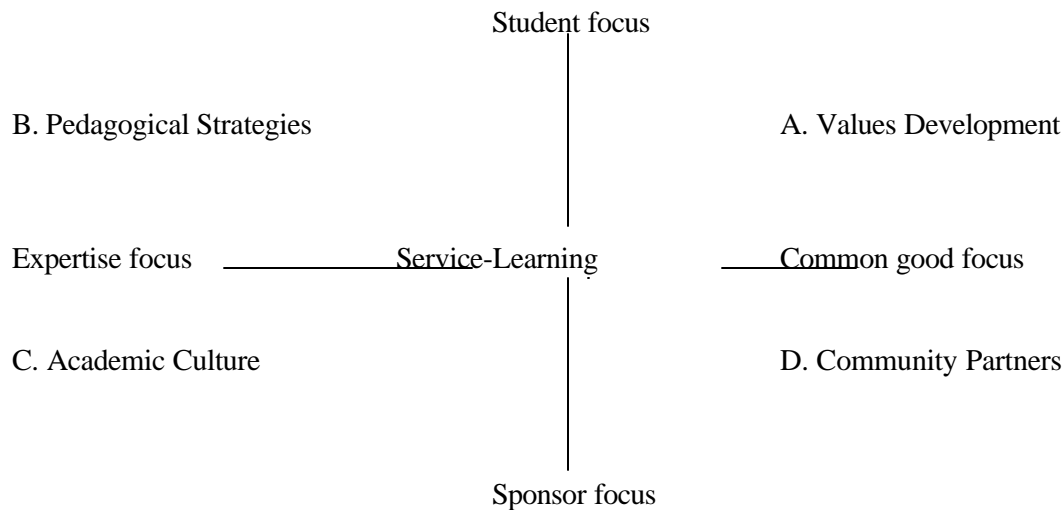 Student focus
B. Pedagogical Strategies
A. Values Development
Expertise focus
Service-Learning
Common good focus
C. Academic Culture
D. Community Partners
Sponsor focus